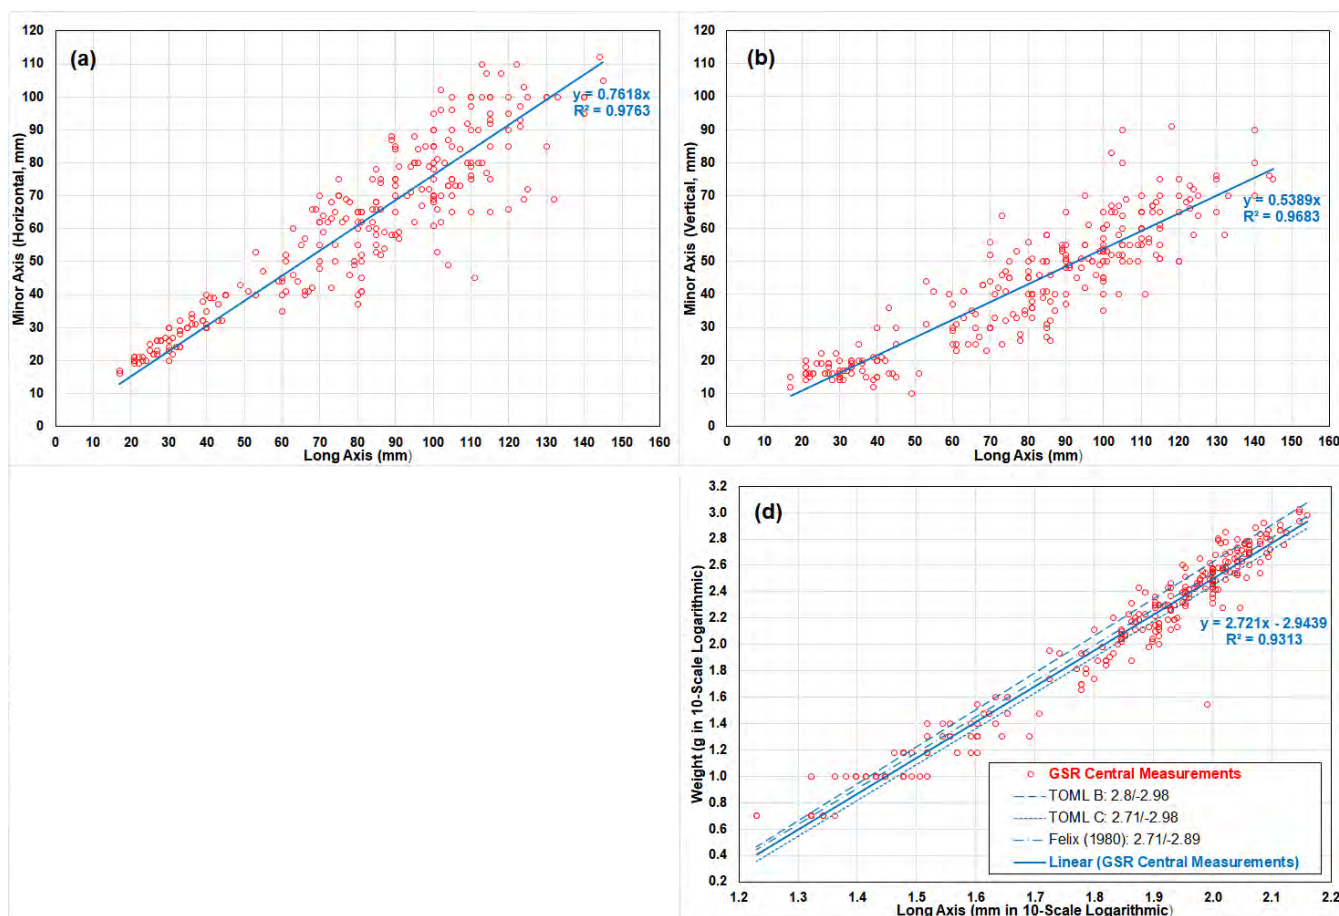 (a)
120
110
100
90
80
70
60
50
40
30
20
10
0
Minor Axis (Horizontal, mm)
y = 0.7618x
R² = 0.9763
0 10 20 30 40 50 60 70 80 90 100 110 120 130 140 150 160
Long Axis (mm)
(b)
120
110
100
90
80
70
60
50
40
30
20
10
0
Minor Axis (Vertical, mm)
y = 0.5389x
R² = 0.9683
0 10 20 30 40 50 60 70 80 90 100 110 120 130 140 150 160
Long Axis (mm)
(d)
3.2
3.0
2.8
2.6
2.4
2.2
2.0
1.8
1.6
1.4
1.2
1.0
0.8
0.6
0.4
0.2
Weight (g in 10-Scale Logarithmic)
y = 2.721x - 2.9439
R² = 0.9313
GSR Central Measurements
TOML B: 2.8/-2.98
TOML C: 2.71/-2.98
Felix (1980): 2.71/-2.89
Linear (GSR Central Measurements)
1.2 1.3 1.4 1.5 1.6 1.7 1.8 1.9 2.0 2.1 2.2
Long Axis (mm in 10-Scale Logarithmic)